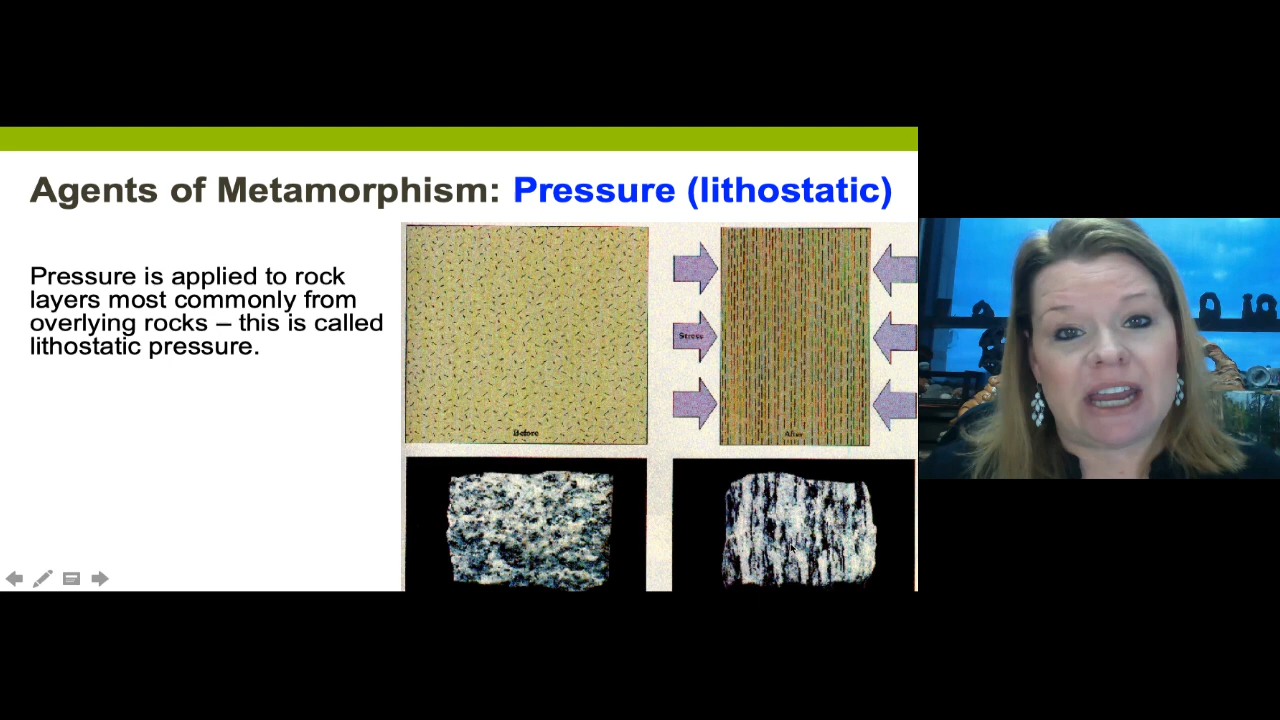 Agents of Metamorphism: Pressure (lithostatic)
Pressure is applied to rock
layers most commonly from
overlying rocks – this is called
lithostatic pressure.
Before
Stress
After